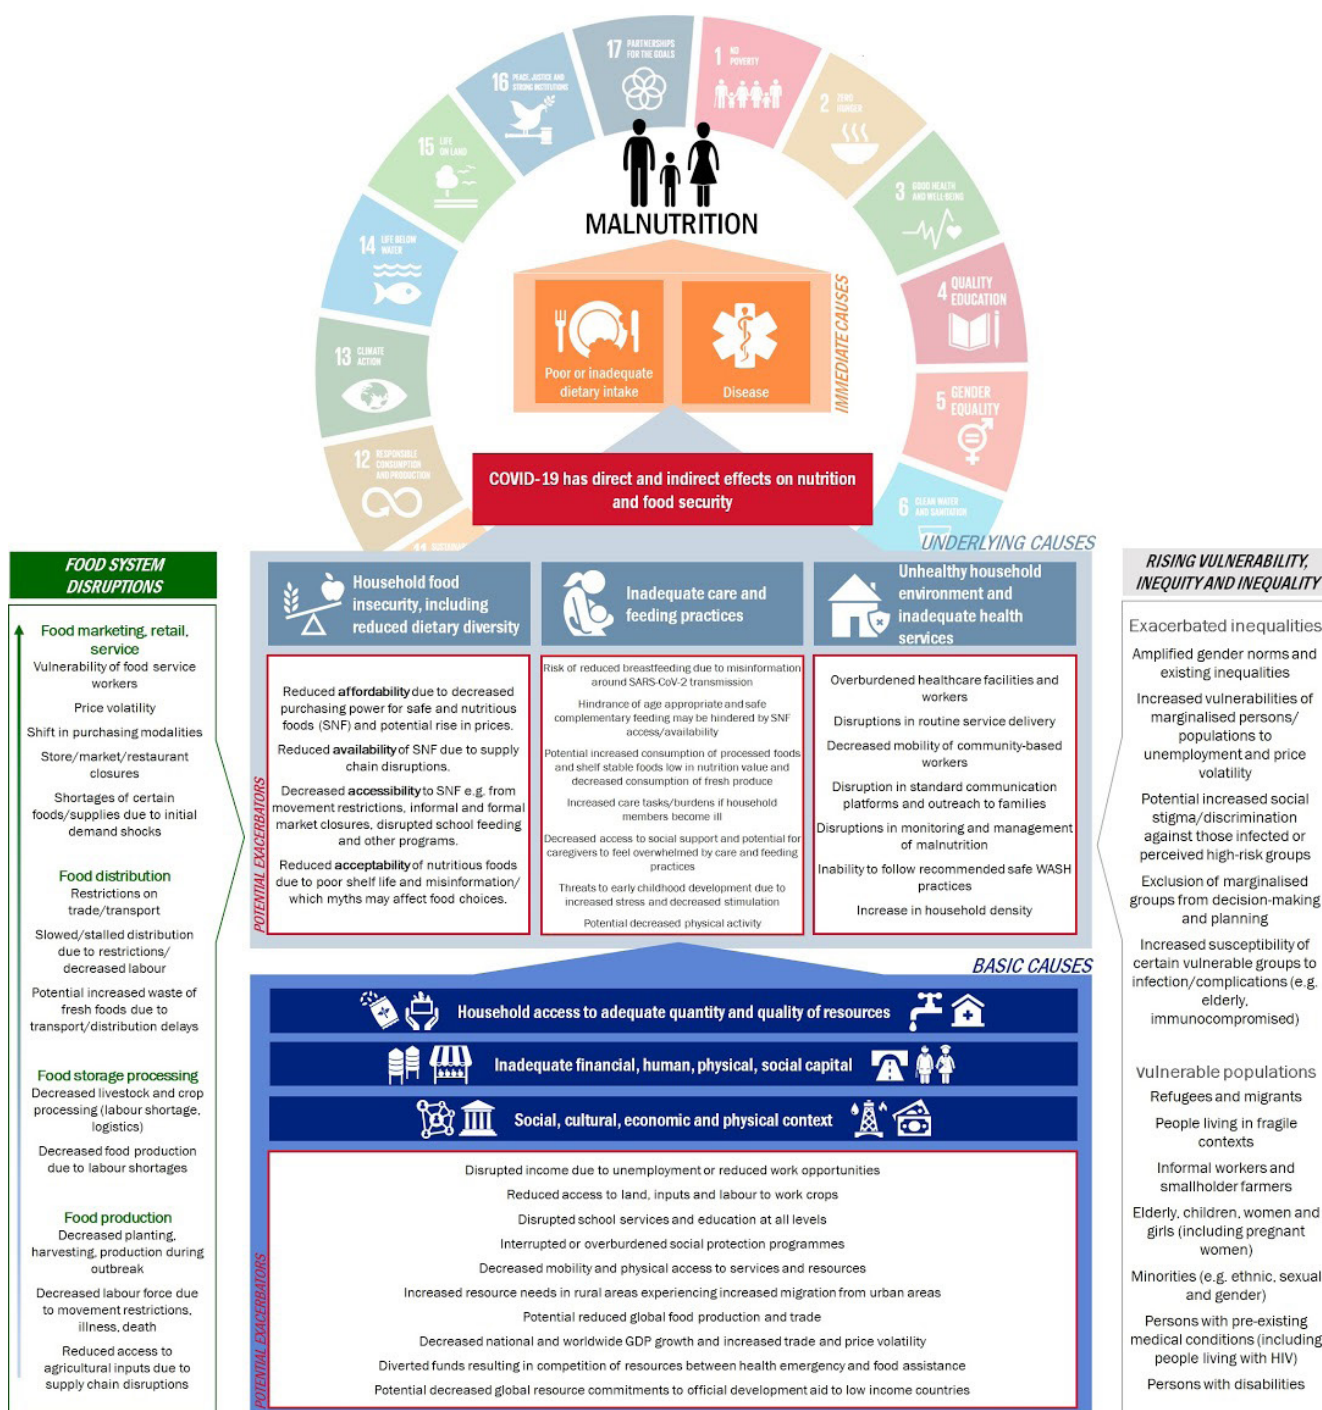 17 PARTNERSHIPS
FOR THE GOALS
1 NO
POVERTY
16 PEACE, JUSTICE AND
STRONG INSTITUTIONS
2 ZERO
HUNGER
15 LIFE
ON LAND
3 GOOD HEALTH
AND WELL-BEING
14 LIFE BELOW
WATER
4 QUALITY
EDUCATION
13 CLIMATE
ACTION
5 GENDER
EQUALITY
12 RESPONSIBLE
CONSUMPTION
AND PRODUCTION
6 CLEAN WATER
AND SANITATION
11
MALNUTRITION
IMMEDIATE CAUSES
Poor or inadequate
dietary intake
Disease
COVID-19 has direct and indirect effects on nutrition
and food security
FOOD SYSTEM
DISRUPTIONS
Food marketing, retail,
service
Vulnerability of food service
workers
Price volatility
Shift in purchasing modalities
Store/market/restaurant
closures
Shortages of certain
foods/supplies due to initial
demand shocks
Food distribution
Restrictions on
trade/transport
Slowed/stalled distribution
due to restrictions/
decreased labour
Potential increased waste of
fresh foods due to
transport/distribution delays
Food storage processing
Decreased livestock and crop
processing (labour shortage,
logistics)
Decreased food production
due to labour shortages
Food production
Decreased planting,
harvesting, production during
outbreak
Decreased labour force due
to movement restrictions,
illness, death
Reduced access to
agricultural inputs due to
supply chain disruptions
UNDERLYING CAUSES
Household food
insecurity, including
reduced dietary diversity
Inadequate care and
feeding practices
Unhealthy household
environment and
inadequate health
services
POTENTIAL EXACERBATORS
Reduced affordability due to decreased
purchasing power for safe and nutritious
foods (SNF) and potential rise in prices.
Reduced availability of SNF due to supply
chain disruptions.
Decreased accessibility to SNF e.g. from
movement restrictions, informal and formal
market closures, disrupted school feeding
and other programs.
Reduced acceptability of nutritious foods
due to poor shelf life and misinformation/
which myths may affect food choices.
Risk of reduced breastfeeding due to misinformation
around SARS-CoV-2 transmission
Hindrance of age appropriate and safe
complementary feeding may be hindered by SNF
access/availability
Potential increased consumption of processed foods
and shelf stable foods low in nutrition value and
decreased consumption of fresh produce
Increased care tasks/burdens if household
members become ill
Decreased access to social support and potential for
caregivers to feel overwhelmed by care and feeding
practices
Threats to early childhood development due to
increased stress and decreased stimulation
Potential decreased physical activity
Overburdened healthcare facilities and
workers
Disruptions in routine service delivery
Decreased mobility of community-based
workers
Disruption in standard communication
platforms and outreach to families
Disruptions in monitoring and management
of malnutrition
Inability to follow recommended safe WASH
practices
Increase in household density
BASIC CAUSES
Household access to adequate quantity and quality of resources
Inadequate financial, human, physical, social capital
Social, cultural, economic and physical context
POTENTIAL EXACERBATORS
Disrupted income due to unemployment or reduced work opportunities
Reduced access to land, inputs and labour to work crops
Disrupted school services and education at all levels
Interrupted or overburdened social protection programmes
Decreased mobility and physical access to services and resources
Increased resource needs in rural areas experiencing increased migration from urban areas
Potential reduced global food production and trade
Decreased national and worldwide GDP growth and increased trade and price volatility
Diverted funds resulting in competition of resources between health emergency and food assistance
Potential decreased global resource commitments to official development aid to low income countries
RISING VULNERABILITY,
INEQUITY AND INEQUALITY
Exacerbated inequalities
Amplified gender norms and
existing inequalities
Increased vulnerabilities of
marginalised persons/
populations to
unemployment and price
volatility
Potential increased social
stigma/discrimination
against those infected or
perceived high-risk groups
Exclusion of marginalised
groups from decision-making
and planning
Increased susceptibility of
certain vulnerable groups to
infection/complications (e.g.
elderly,
immunocompromised)
Vulnerable populations
Refugees and migrants
People living in fragile
contexts
Informal workers and
smallholder farmers
Elderly, children, women and
girls (including pregnant
women)
Minorities (e.g. ethnic, sexual
and gender)
Persons with pre-existing
medical conditions (including
people living with HIV)
Persons with disabilities